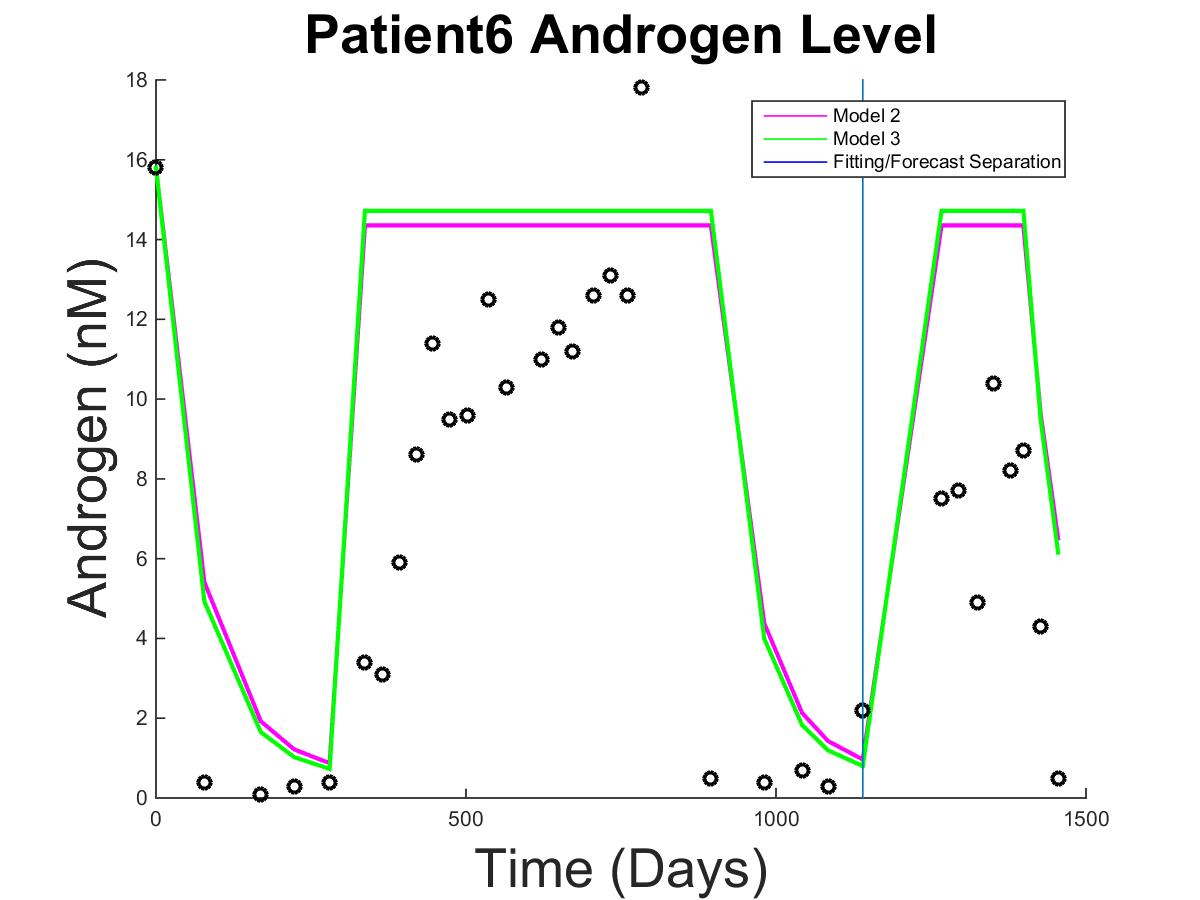 Patient6 Androgen Level
18
16
14
12
10
8
6
4
2
0
Androgen (nM)
Model 2
Model 3
Fitting/Forecast Separation
0
500
1000
1500
Time (Days)